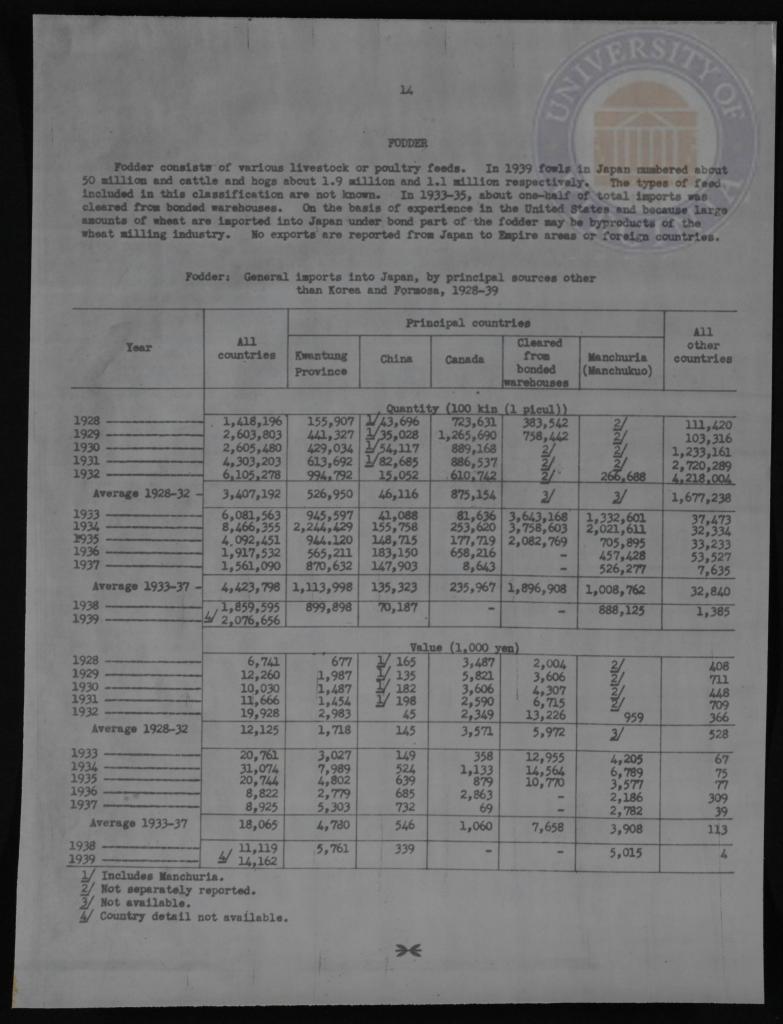 14
FODDER
Fodder consists of various livestock or poultry feeds. In 1939 fowls in Japan numbered about
50 million and cattle and hogs about 1.9 million and 1.1 million respectively. The types of feed
included in this classification are not known. In 1933-35, about one-half of total imports was
cleared from bonded warehouses. On the basis of experience in the United States and because large
amounts of wheat are imported into Japan under bond part of the fodder may be byproducts of the
wheat milling industry. No exports are reported from Japan to Empire areas or foreign countries.
Fodder: General imports into Japan, by principal sources other
than Korea and Formosa, 1928-39
Year | All countries | Principal countries | All other countries
Kwantung Province | China | Canada | Cleared from bonded warehouses | Manchuria (Manchukuo)
Quantity (100 kin (1 picul))
1928 1,418,196 155,907 1/43,696 723,631 383,542 2/ 111,420
1929 2,603,803 441,327 1/35,028 1,265,690 758,442 2/ 103,316
1930 2,605,480 429,034 1/54,117 889,168 2/ 2/ 1,233,161
1931 4,303,203 613,692 1/82,685 886,537 2/ 2/ 2,720,289
1932 6,105,278 994,792 15,052 610,742 2/ 266,688 4,218,004
Average 1928-32 - 3,407,192 526,950 46,116 875,154 3/ 3/ 1,677,238
1933 6,081,563 945,597 41,088 81,636 3,643,168 1,332,601 37,473
1934 8,466,355 2,244,429 155,758 253,620 3,758,603 2,021,611 32,334
1935 4,092,451 944,120 148,715 177,719 2,082,769 705,895 33,233
1936 1,917,532 565,211 183,150 658,216 - 457,428 53,527
1937 1,561,090 870,632 147,903 8,643 - 526,277 7,635
Average 1933-37 - 4,423,798 1,113,998 135,323 235,967 1,896,908 1,008,762 32,840
1938 1,859,595 899,898 70,187 - - 888,125 1,385
1939 4/ 2,076,656
Value (1,000 yen)
1928 6,741 677 1/ 165 3,487 2,004 2/ 408
1929 12,260 1,987 1/ 135 5,821 3,606 2/ 711
1930 10,030 1,487 1/ 182 3,606 4,307 2/ 448
1931 11,666 1,454 1/ 198 2,590 6,715 2/ 709
1932 19,928 2,983 45 2,349 13,226 959 366
Average 1928-32 12,125 1,718 145 3,571 5,972 3/ 528
1933 20,761 3,027 149 358 12,955 4,205 67
1934 31,074 7,989 524 1,133 14,564 6,789 75
1935 20,744 4,802 639 879 10,770 3,577 77
1936 8,822 2,779 685 2,863 - 2,186 309
1937 8,925 5,303 732 69 - 2,782 39
Average 1933-37 18,065 4,780 546 1,060 7,658 3,908 113
1938 11,119 5,761 339 - - 5,015 4
1939 4/ 14,162
1/ Includes Manchuria.
2/ Not separately reported.
3/ Not available.
4/ Country detail not available.
UNIVERSITY OF